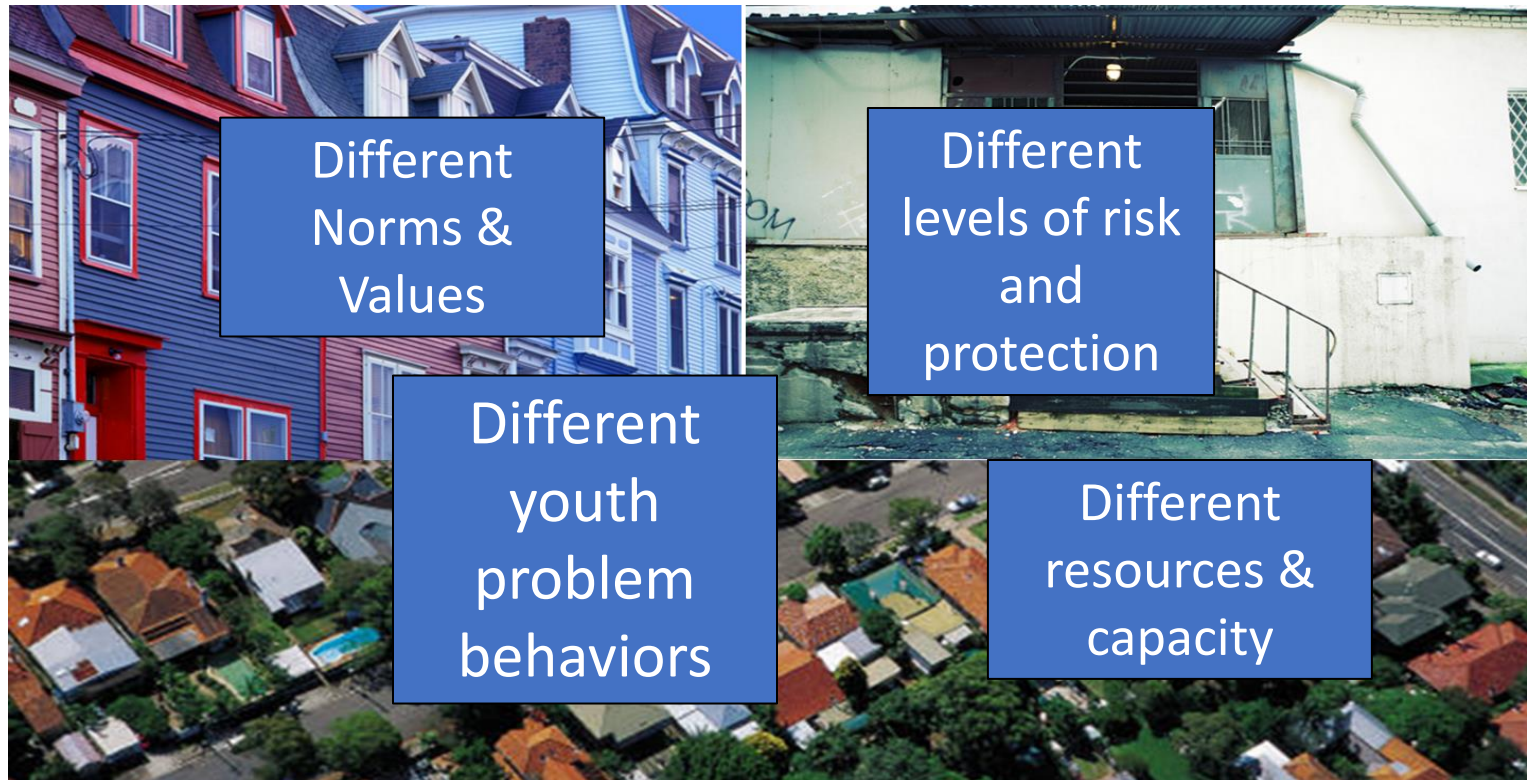 Different
Norms &
Values
Different
levels of risk
and
protection
Different
youth
problem
behaviors
Different
resources &
capacity